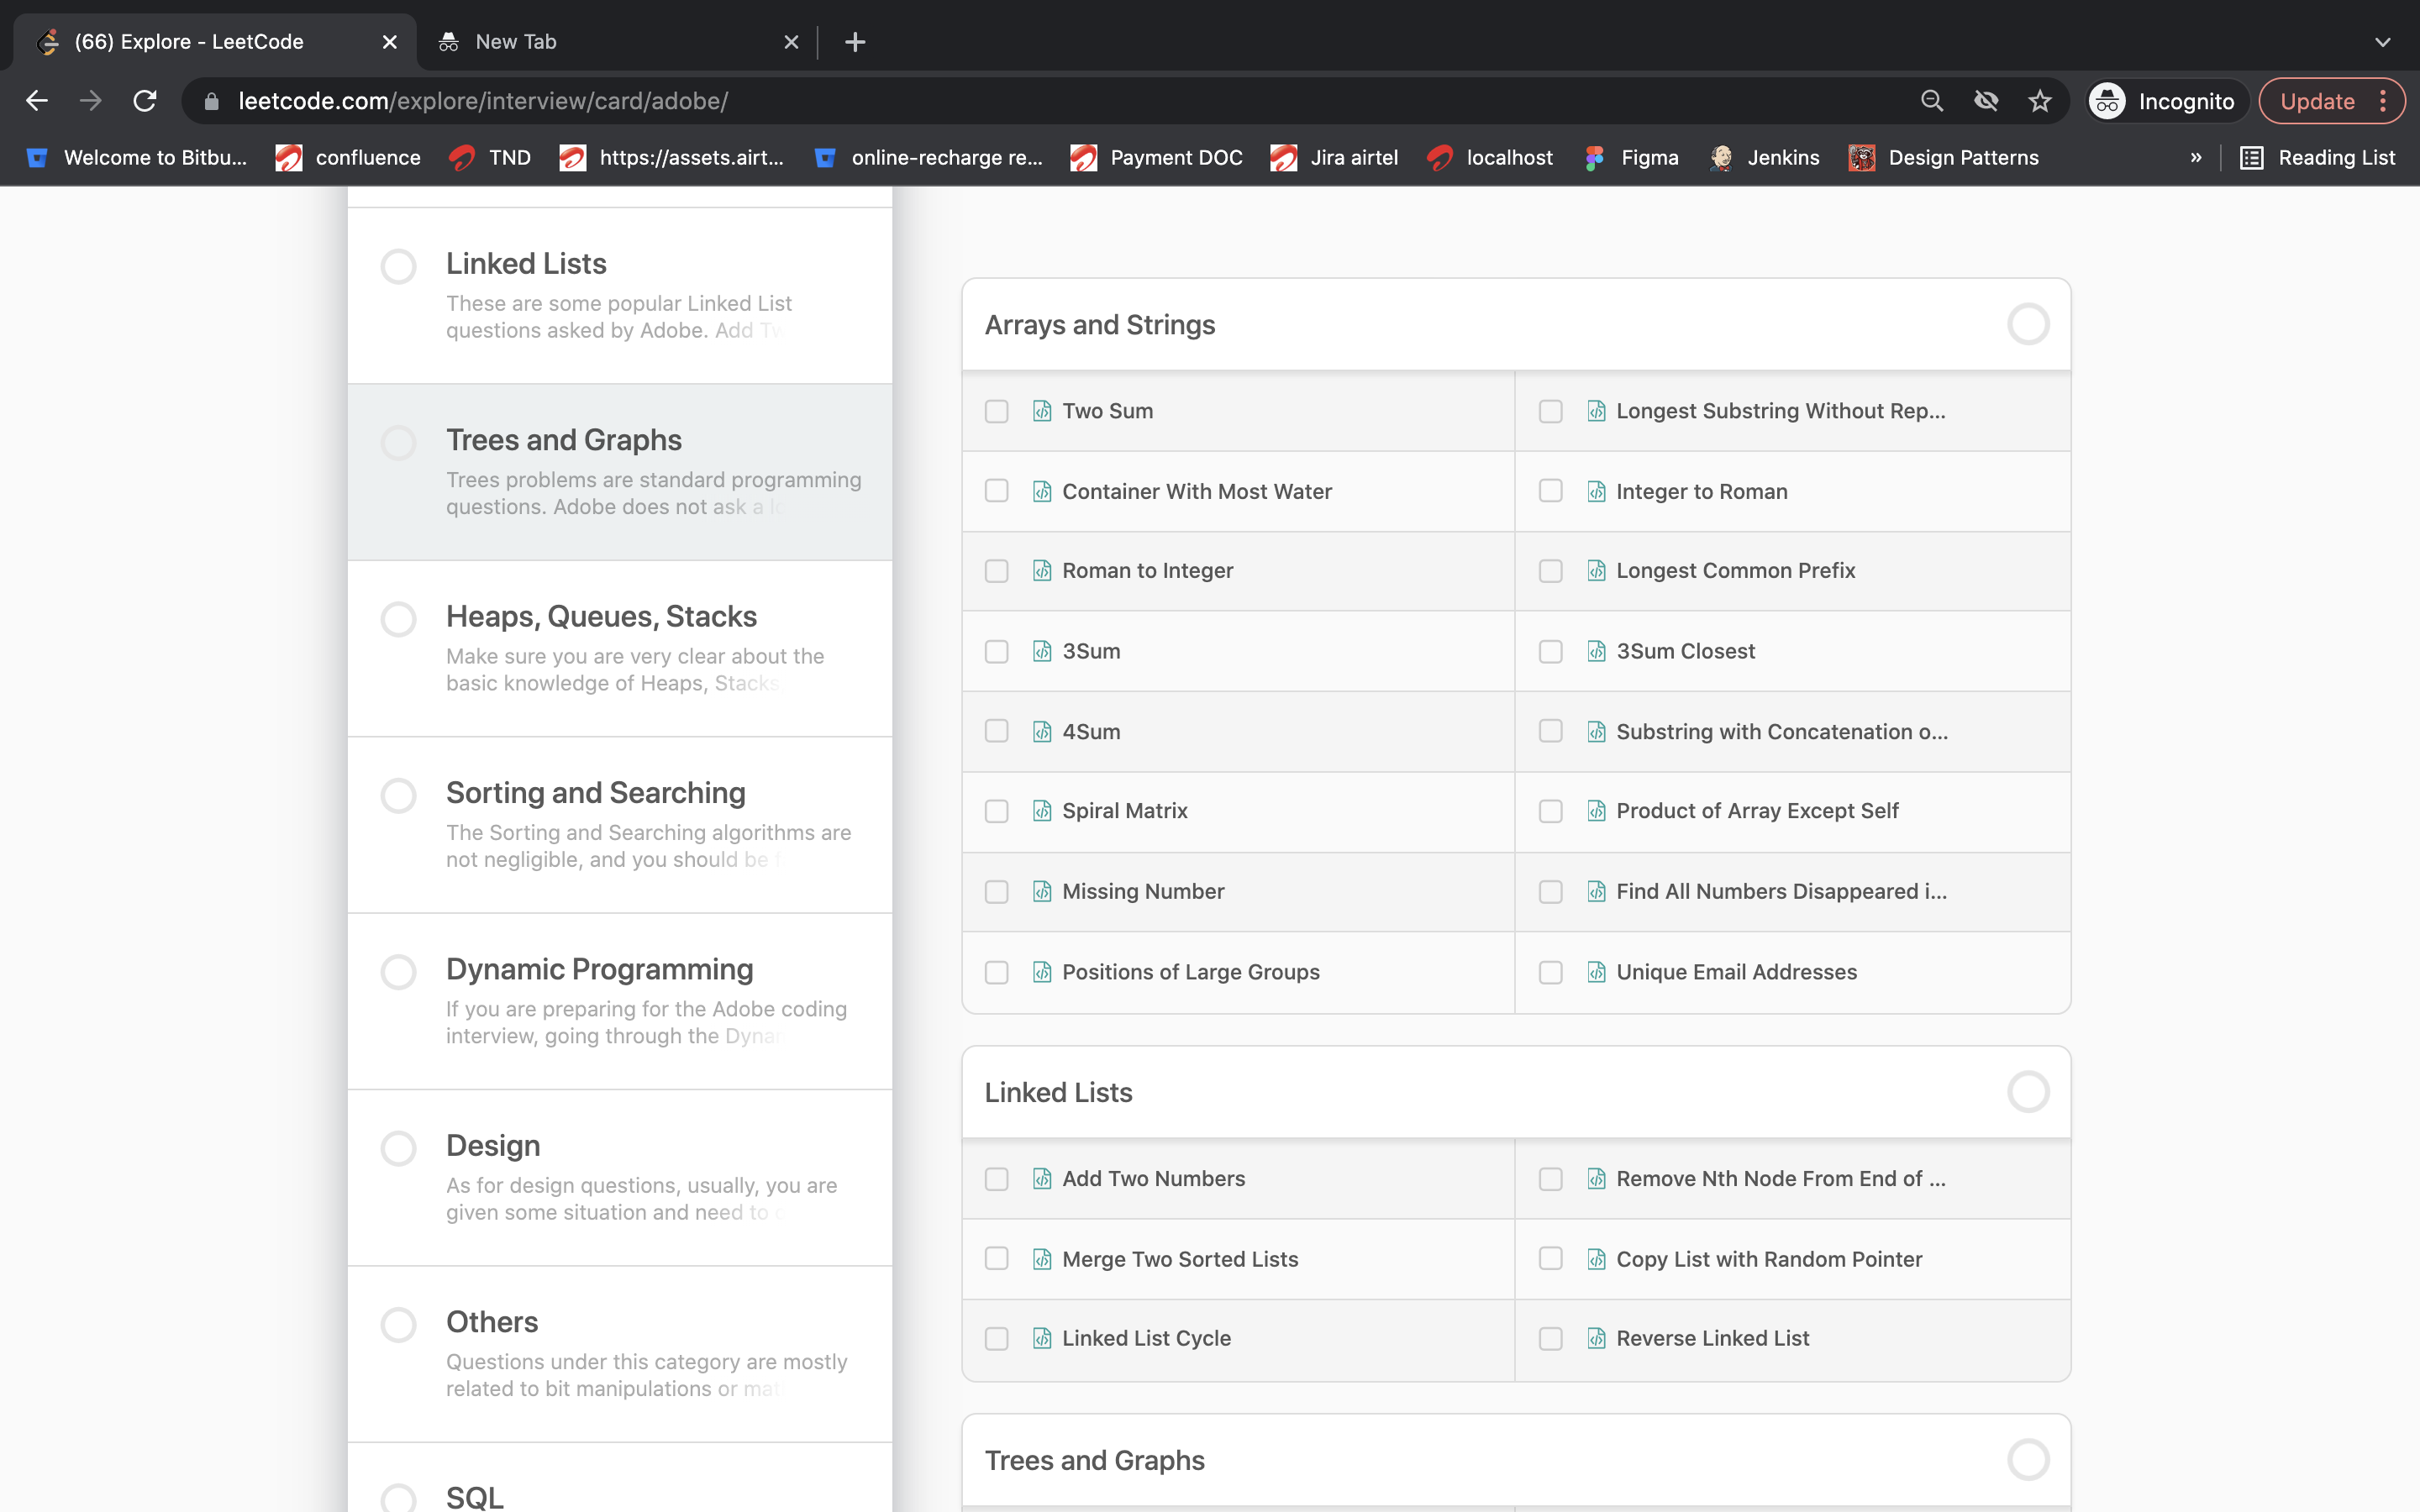 (66) Explore - LeetCode
New Tab
leetcode.com/explore/interview/card/adobe/
Incognito
Update
Welcome to Bitbu...
confluence
TND
https://assets.airt...
online-recharge re...
Payment DOC
Jira airtel
localhost
Figma
Jenkins
Design Patterns
»
Reading List
Linked Lists
These are some popular Linked List
questions asked by Adobe. Add Tw
Trees and Graphs
Trees problems are standard programming
questions. Adobe does not ask a lo
Heaps, Queues, Stacks
Make sure you are very clear about the
basic knowledge of Heaps, Stacks
Sorting and Searching
The Sorting and Searching algorithms are
not negligible, and you should be f
Dynamic Programming
If you are preparing for the Adobe coding
interview, going through the Dynam
Design
As for design questions, usually, you are
given some situation and need to
Others
Questions under this category are mostly
related to bit manipulations or mat
SQL
Arrays and Strings
Two Sum
Longest Substring Without Rep...
Container With Most Water
Integer to Roman
Roman to Integer
Longest Common Prefix
3Sum
3Sum Closest
4Sum
Substring with Concatenation o...
Spiral Matrix
Product of Array Except Self
Missing Number
Find All Numbers Disappeared i...
Positions of Large Groups
Unique Email Addresses
Linked Lists
Add Two Numbers
Remove Nth Node From End of ...
Merge Two Sorted Lists
Copy List with Random Pointer
Linked List Cycle
Reverse Linked List
Trees and Graphs